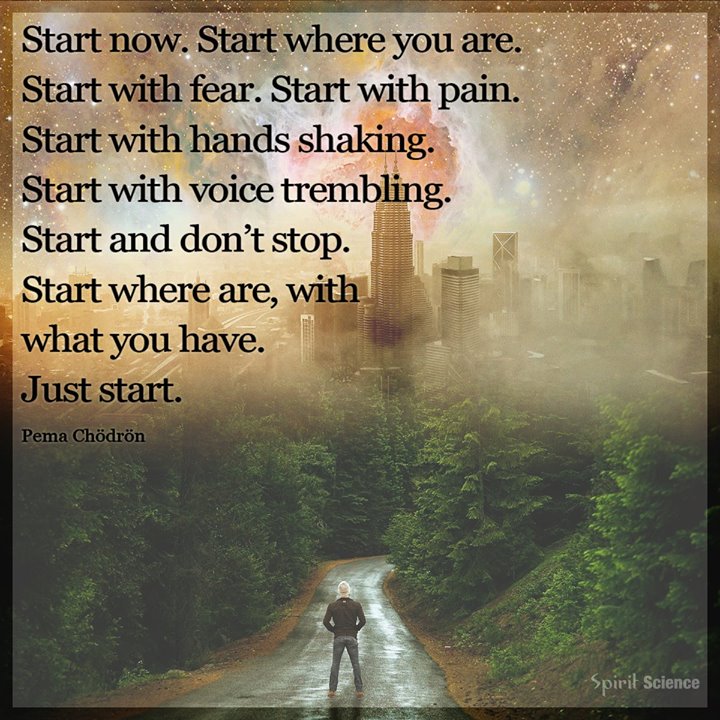 Start now. Start where you are.
Start with fear. Start with pain.
Start with hands shaking.
Start with voice trembling.
Start and don’t stop.
Start where are, with
what you have.
Just start.
Pema Chödrön
Spirit Science